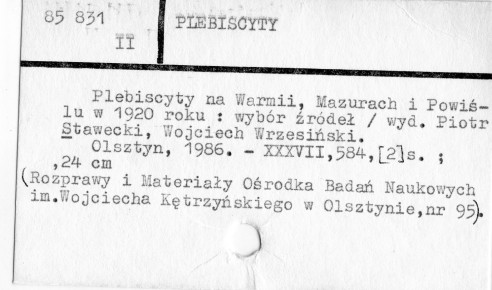 85 831
II
PLEBISCYTY
Plebiscyty na Warmii, Mazurach i Powiś-
lu w 1920 roku : wybór źródeł / wyd. Piotr
Stawecki, Wojciech Wrzesiński.
Olsztyn, 1986. - XXXVII,584,[2]s. ;
,24 cm
(Rozprawy i Materiały Ośrodka Badań Naukowych
im.Wojciecha Kętrzyńskiego w Olsztynie,nr 95).